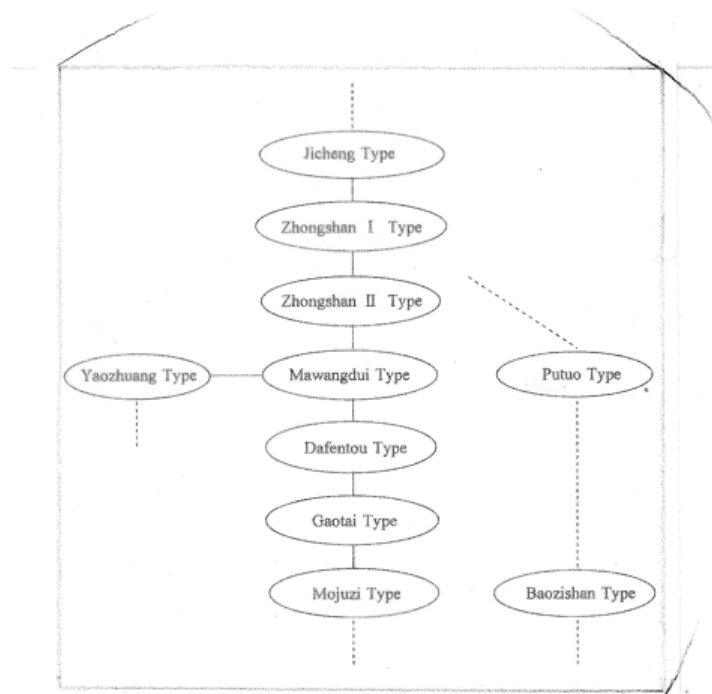 Jicheng Type
Zhongshan I Type
Zhongshan II Type
Yaozhuang Type
Mawangdui Type
Putuo Type
Dafentou Type
Gaotai Type
Mojuzi Type
Baozishan Type